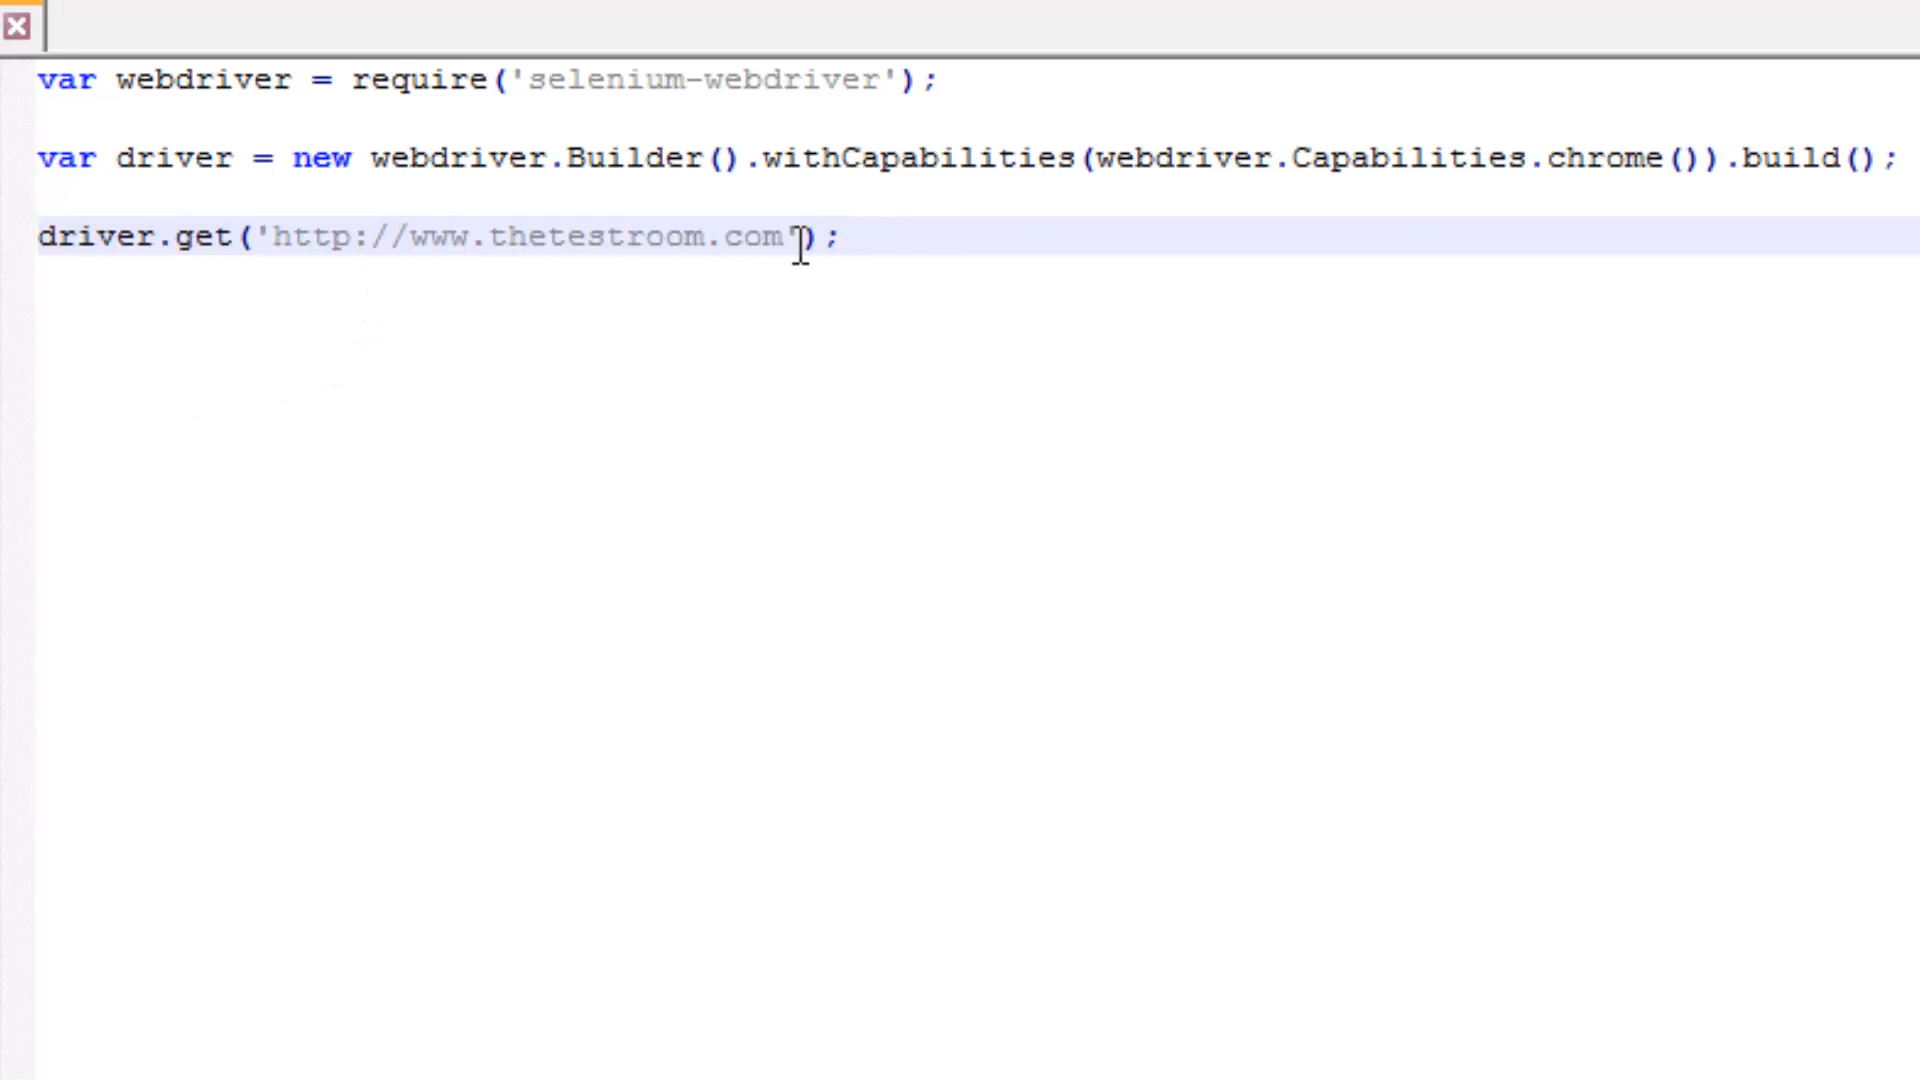 var webdriver = require('selenium-webdriver');
var driver = new webdriver.Builder().withCapabilities(webdriver.Capabilities.chrome()).build();
driver.get('http://www.thetestroom.com');